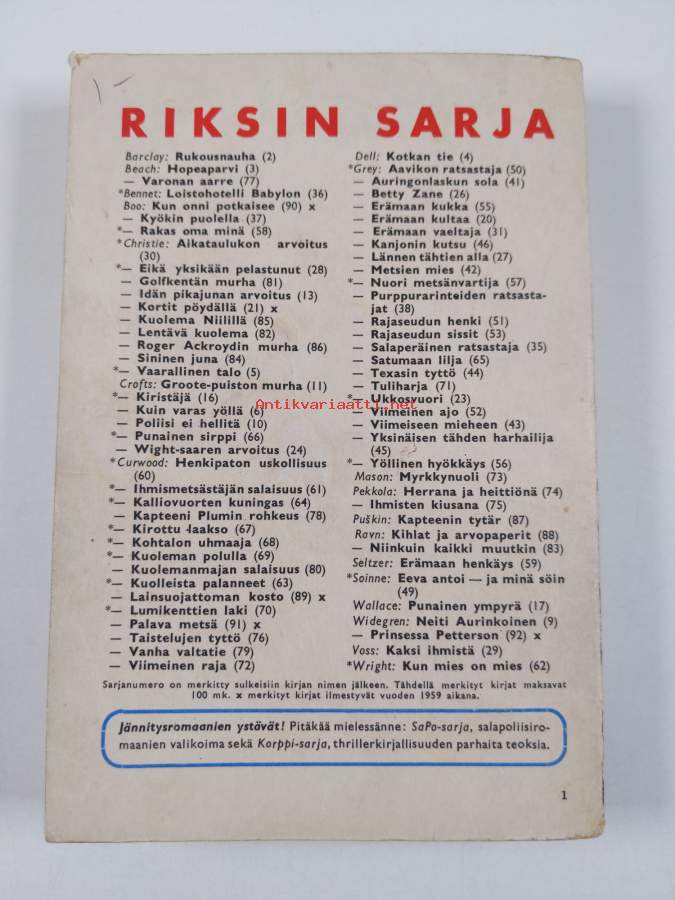 1-
RIKSIN SARJA
Barclay: Rukousnauha (2)
Beach: Hopeaparvi (3)
— Varonan aarre (77)
*Bennet: Loistohotelli Babylon (36)
Boo: Kun onni potkaisee (90) x
— Kyökin puolella (37)
*— Rakas oma minä (58)
*Christie: Aikataulukon arvoitus
(30)
*— Eikä yksikään pelastunut (28)
— Golfkentän murha (81)
— Idän pikajunan arvoitus (13)
— Kortit pöydällä (21) x
— Kuolema Niilillä (85)
— Lentävä kuolema (82)
— Roger Ackroydin murha (86)
— Sininen juna (84)
*— Vaarallinen talo (5)
Crofts: Groote-puiston murha (11)
*— Kiristäjä (16)
— Kuin varas yöllä (6)
— Poliisi ei hellitä (10)
*— Punainen sirppi (66)
— Wight-saaren arvoitus (24)
*Curwood: Henkipaton uskollisuus
(60)
*— Ihmismetsästäjän salaisuus (61)
*— Kalliovuorten kuningas (64)
— Kapteeni Plumin rohkeus (78)
*— Kirottu laakso (67)
*— Kohtalon uhmaaja (68)
*— Kuoleman polulla (69)
— Kuolemanmajan salaisuus (80)
*— Kuolleista palanneet (63)
— Lainsuojattoman kosto (89) x
*— Lumikenttien laki (70)
— Palava metsä (91) x
— Taistelujen tyttö (76)
— Vanha valtatie (79)
— Viimeinen raja (72)
Dell: Kotkan tie (4)
*Grey: Aavikon ratsastaja (50)
— Auringonlaskun sola (41)
— Betty Zane (26)
— Erämaan kukka (55)
— Erämaan kultaa (20)
— Erämaan vaeltaja (31)
— Kanjonin kutsu (46)
— Lännen tähtien alla (27)
— Metsien mies (42)
*— Nuori metsänvartija (57)
— Purppurarinteiden ratsasta-
jat (38)
— Rajaseudun henki (51)
— Rajaseudun sissit (53)
— Salaperäinen ratsastaja (35)
— Satumaan lilja (65)
— Texasin tyttö (44)
— Tuliharja (71)
*— Ukkosvuori (23)
— Viimeinen ajo (52)
— Viimeiseen mieheen (43)
— Yksinäisen tähden harhailija
(45)
*— Yöllinen hyökkäys (56)
Mason: Myrkkynuoli (73)
Pekkola: Herrana ja heittiönä (74)
— Ihmisten kiusana (75)
Puškin: Kapteenin tytär (87)
Ravn: Kihlat ja arvopaperit (88)
— Niinkuin kaikki muutkin (83)
Seltzer: Erämaan henkäys (59)
*Soinne: Eeva antoi — ja minä söin
(49)
Wallace: Punainen ympyrä (17)
Widegren: Neiti Aurinkoinen (9)
— Prinsessa Petterson (92) x
Voss: Kaksi ihmistä (29)
*Wright: Kun mies on mies (62)
Antikvariaatti.net
Sarjanumero on merkitty sulkeisiin kirjan nimen jälkeen. Tähdellä merkityt kirjat maksavat
100 mk. x merkityt kirjat ilmestyvät vuoden 1959 aikana.
Jännitysromaanien ystävät! Pitäkää mielessänne: SaPo-sarja, salapoliisiro-
maanien valikoima sekä Korppi-sarja, thrillerkirjallisuuden parhaita teoksia.
1